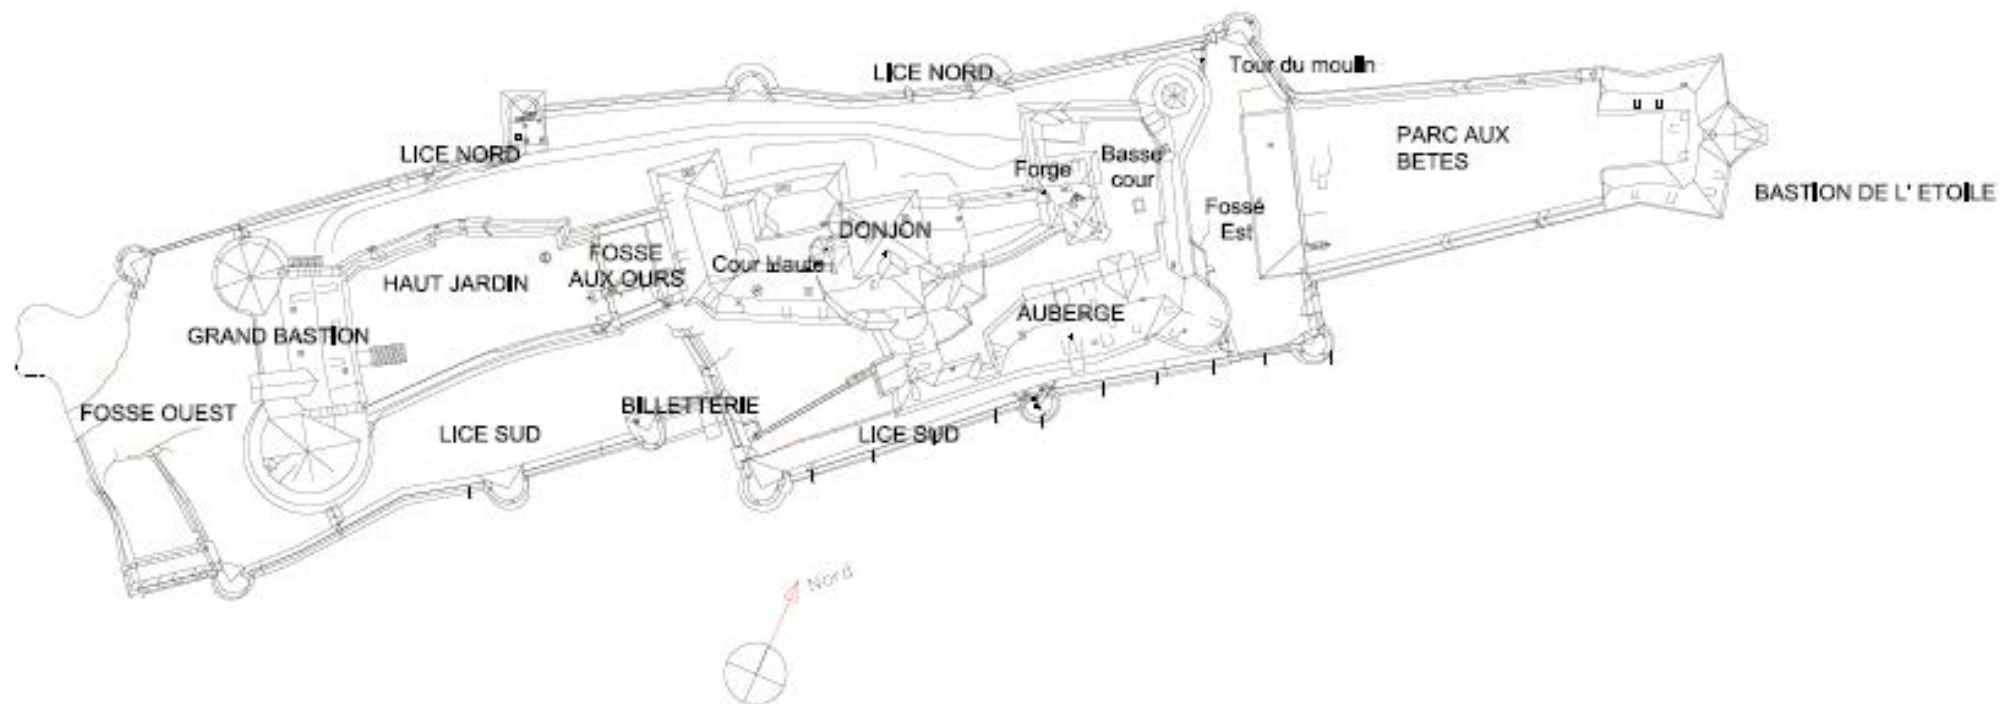 LICE NORD
Tour du moulin
LICE NORD
PARC AUX
BETES
Basse
cour
Forge
BASTION DE L' ETOILE
Fossé
Est
DONJON
FOSSE
AUX OURS
Cour Haute
HAUT JARDIN
AUBERGE
GRAND BASTION
BILLETTERIE
FOSSE OUEST
LICE SUD
LICE SUD
Nord